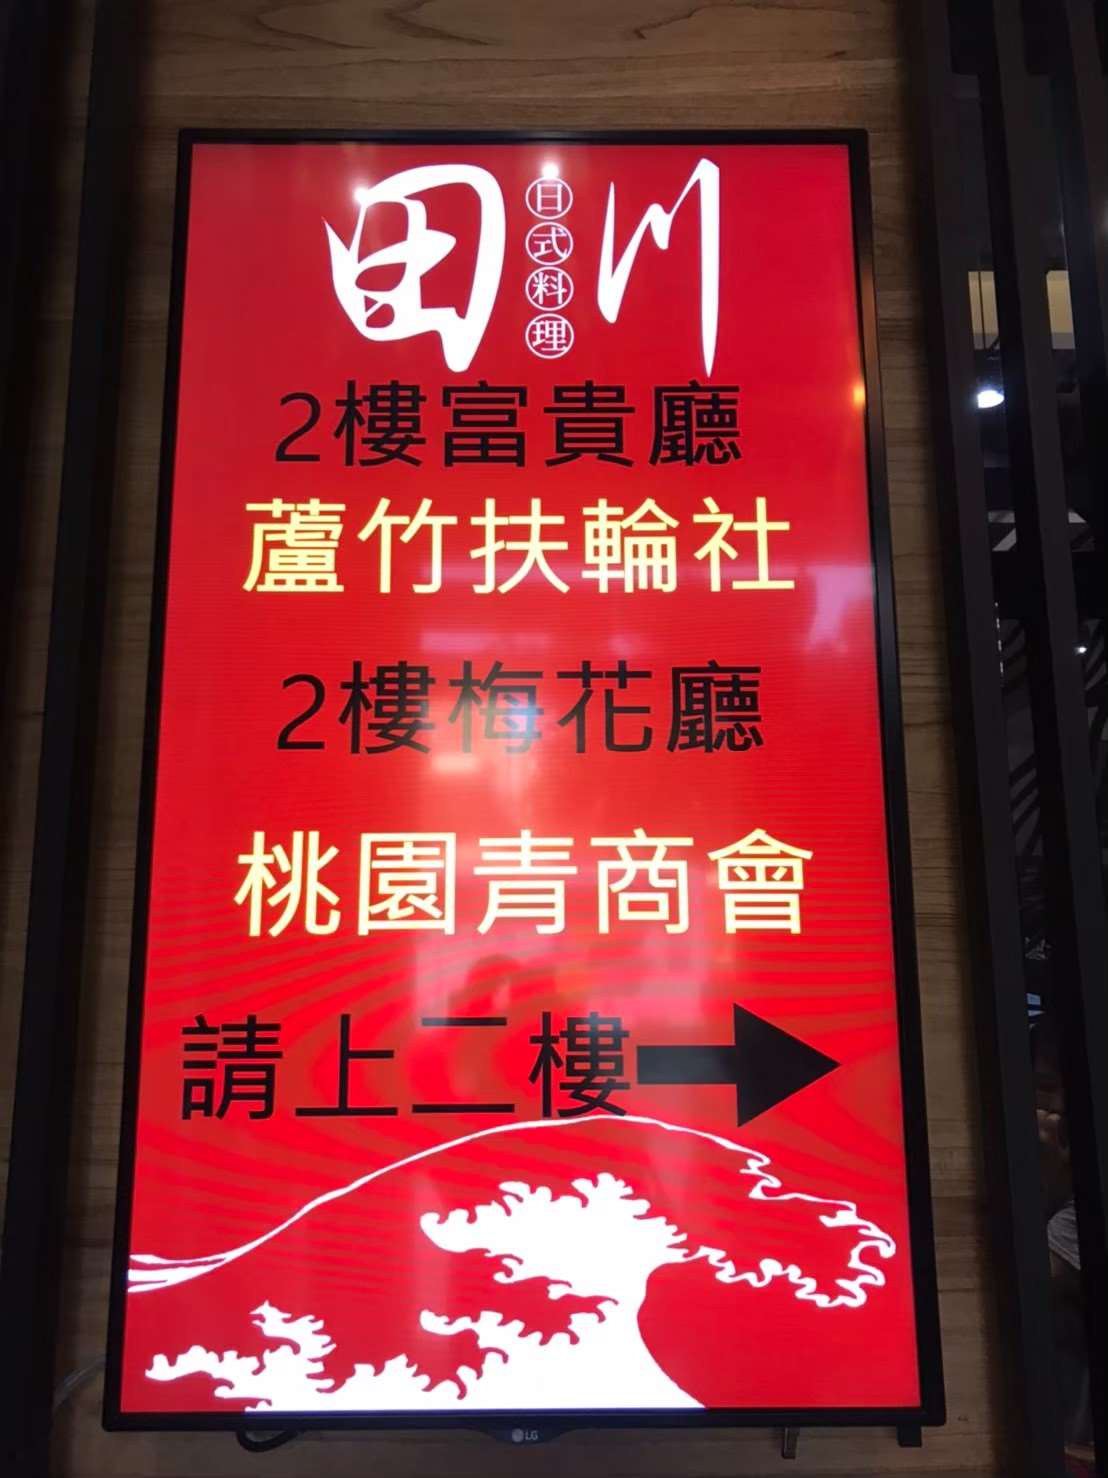 田川
日式料理
2樓富貴廳
蘆竹扶輪社
2樓梅花廳
桃園青商會
請上二樓
LG